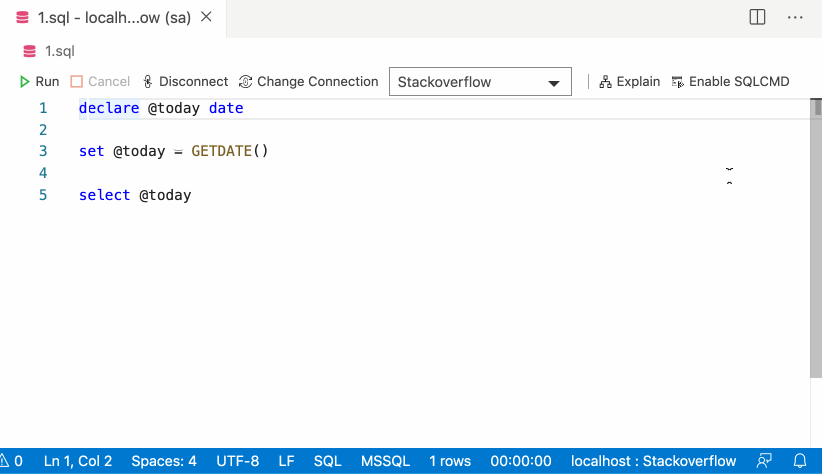 1.sql - localh...ow (sa)
1.sql
Run Cancel Disconnect Change Connection Stackoverflow Explain Enable SQLCMD
1 declare @today date
2
3 set @today = GETDATE()
4
5 select @today
0 Ln 1, Col 2 Spaces: 4 UTF-8 LF SQL MSSQL 1 rows 00:00:00 localhost : Stackoverflow